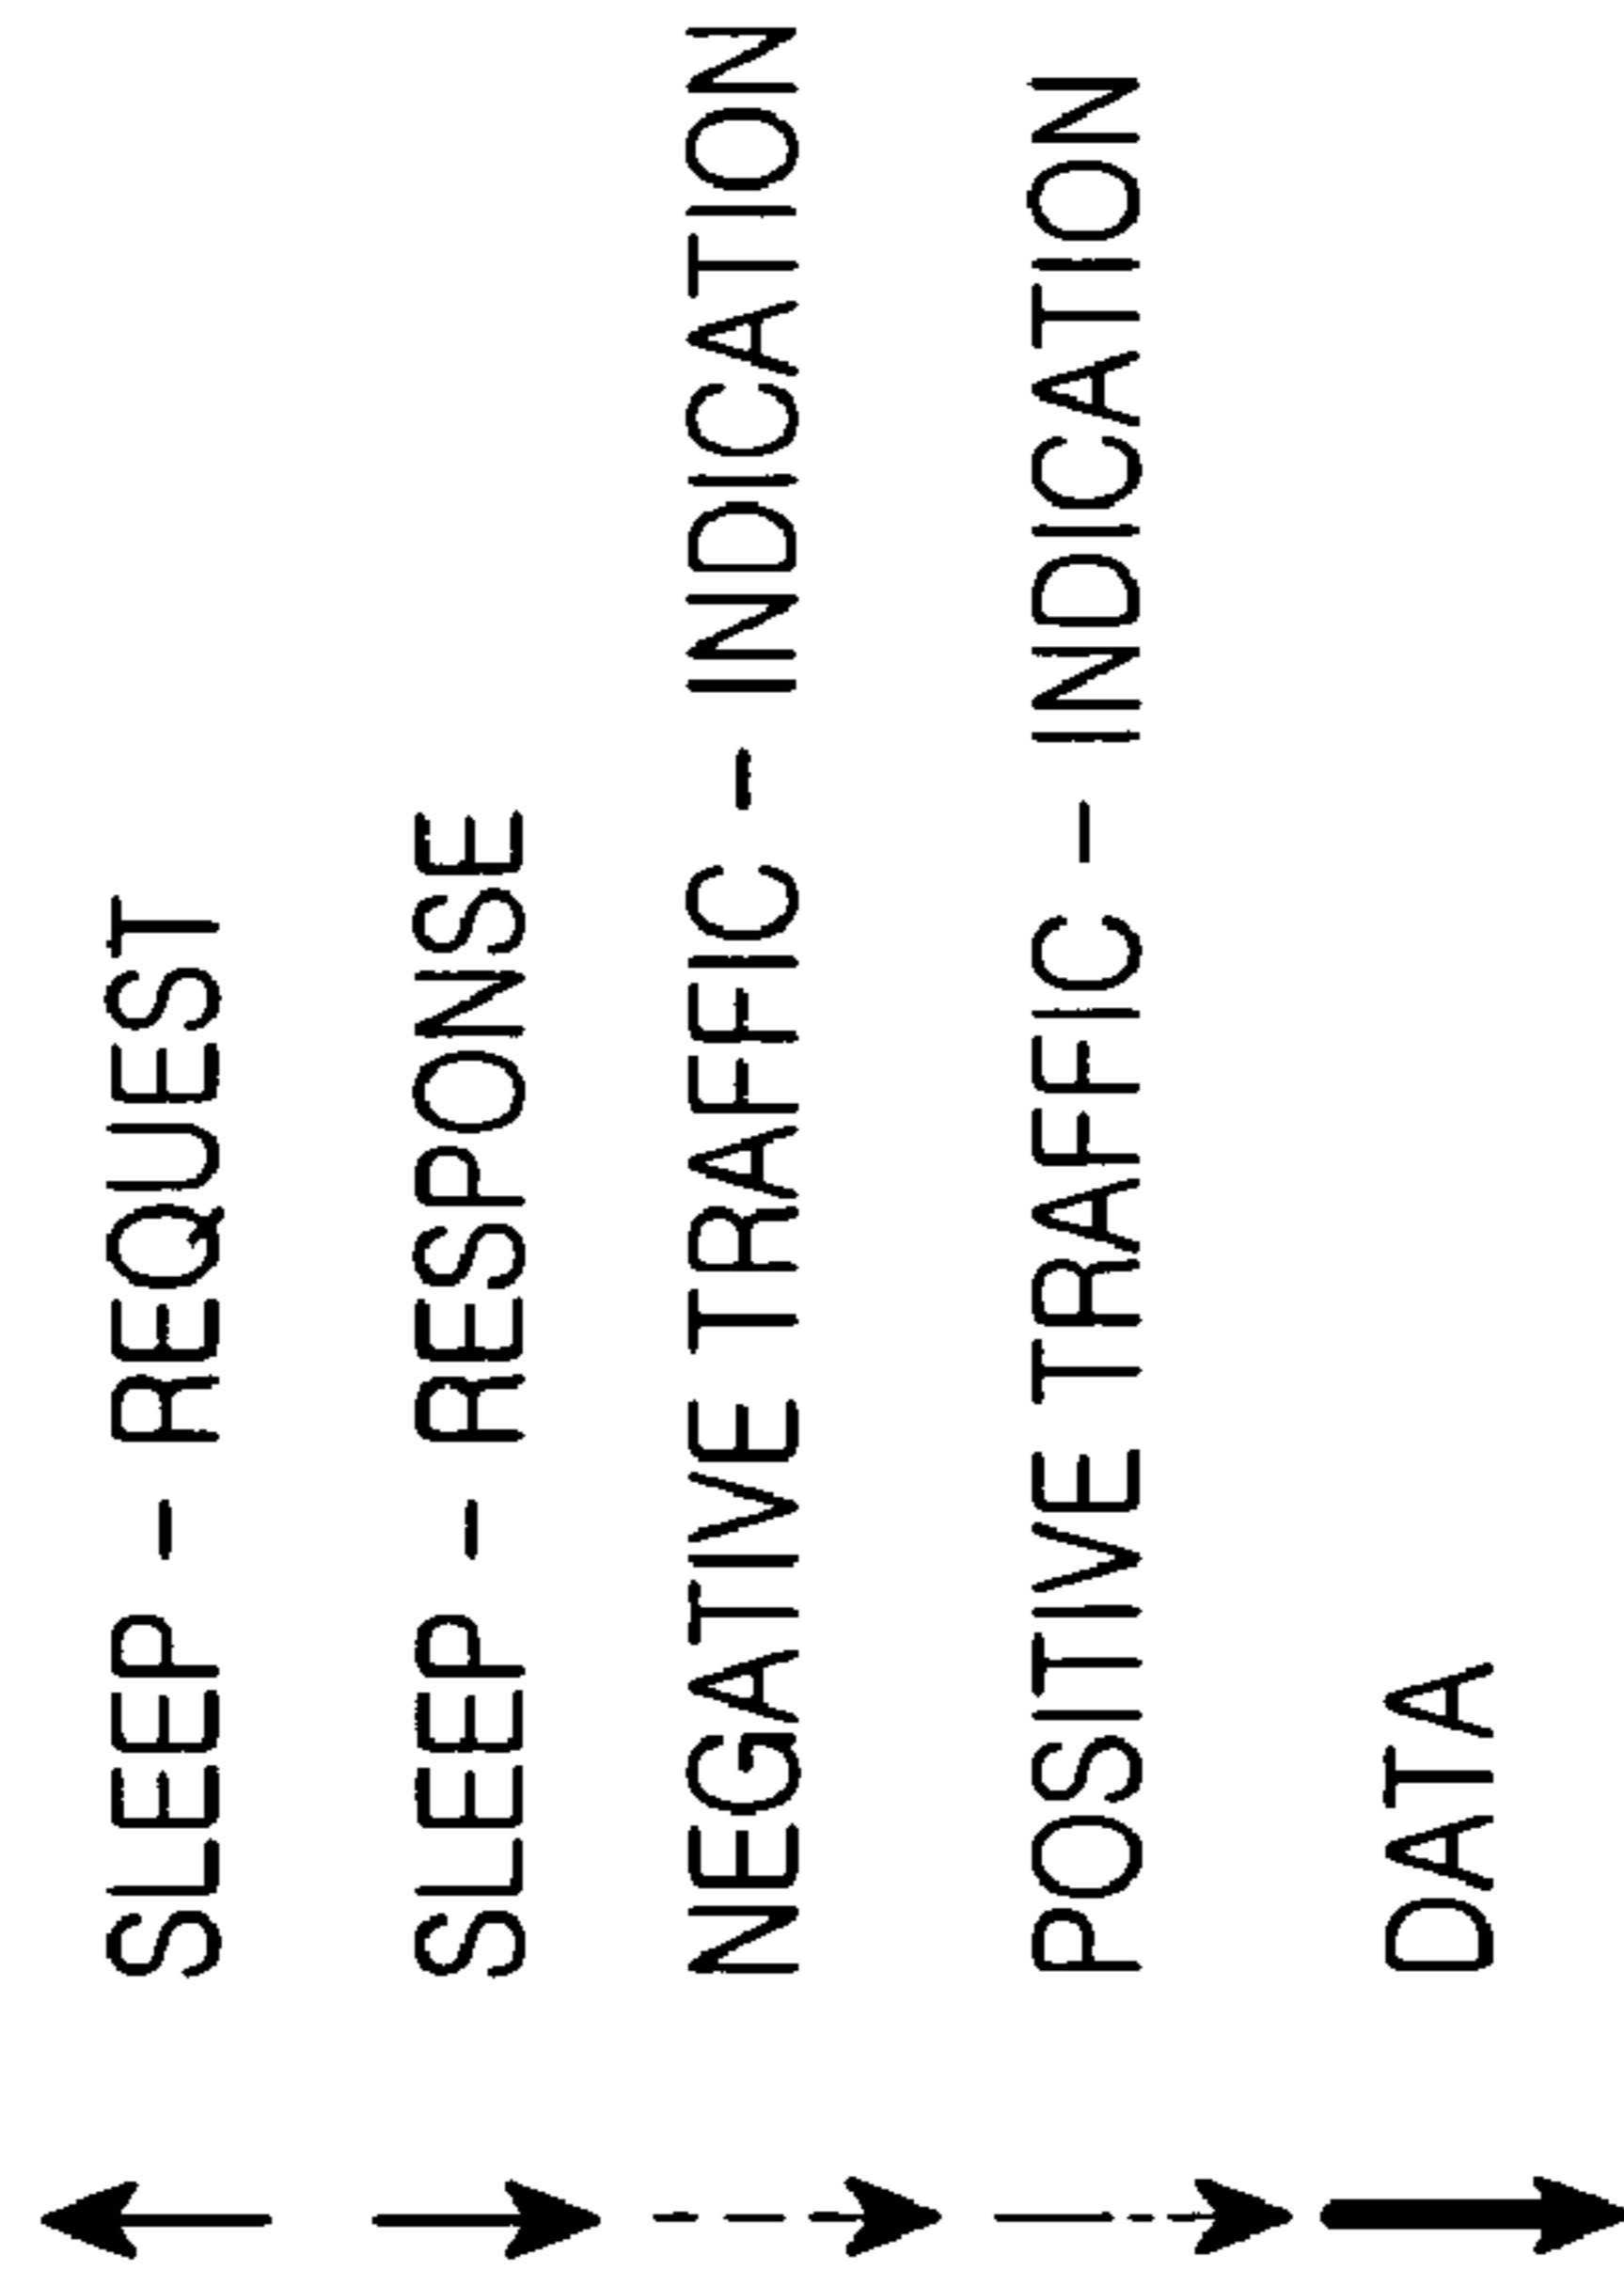 SLEEP - REQUEST
SLEEP - RESPONSE
NEGATIVE TRAFFIC - INDICATION
POSITIVE TRAFFIC - INDICATION
DATA